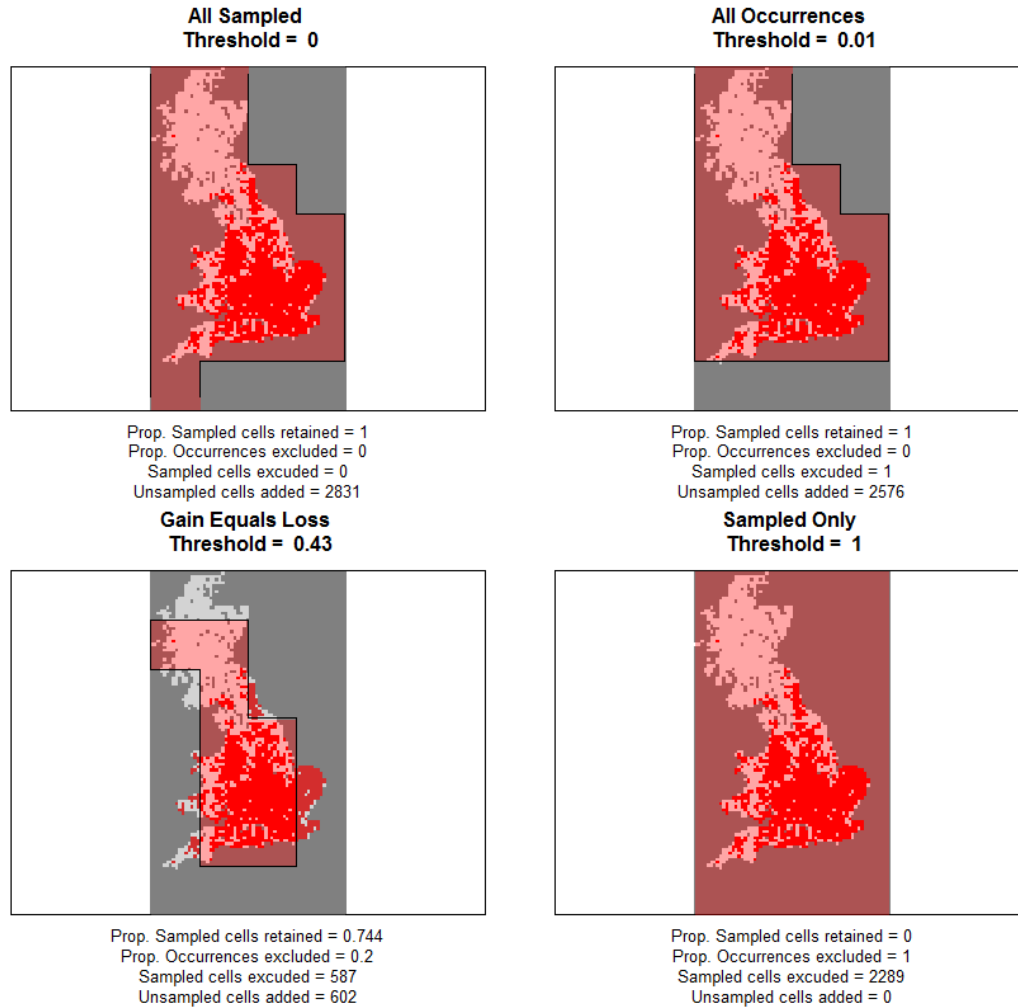 All Sampled
Threshold = 0
All Occurrences
Threshold = 0.01
Prop. Sampled cells retained = 1
Prop. Occurrences excluded = 0
Sampled cells excuded = 0
Unsampled cells added = 2831
Prop. Sampled cells retained = 1
Prop. Occurrences excluded = 0
Sampled cells excuded = 1
Unsampled cells added = 2576
Gain Equals Loss
Threshold = 0.43
Sampled Only
Threshold = 1
Prop. Sampled cells retained = 0.744
Prop. Occurrences excluded = 0.2
Sampled cells excuded = 587
Unsampled cells added = 602
Prop. Sampled cells retained = 0
Prop. Occurrences excluded = 1
Sampled cells excuded = 2289
Unsampled cells added = 0